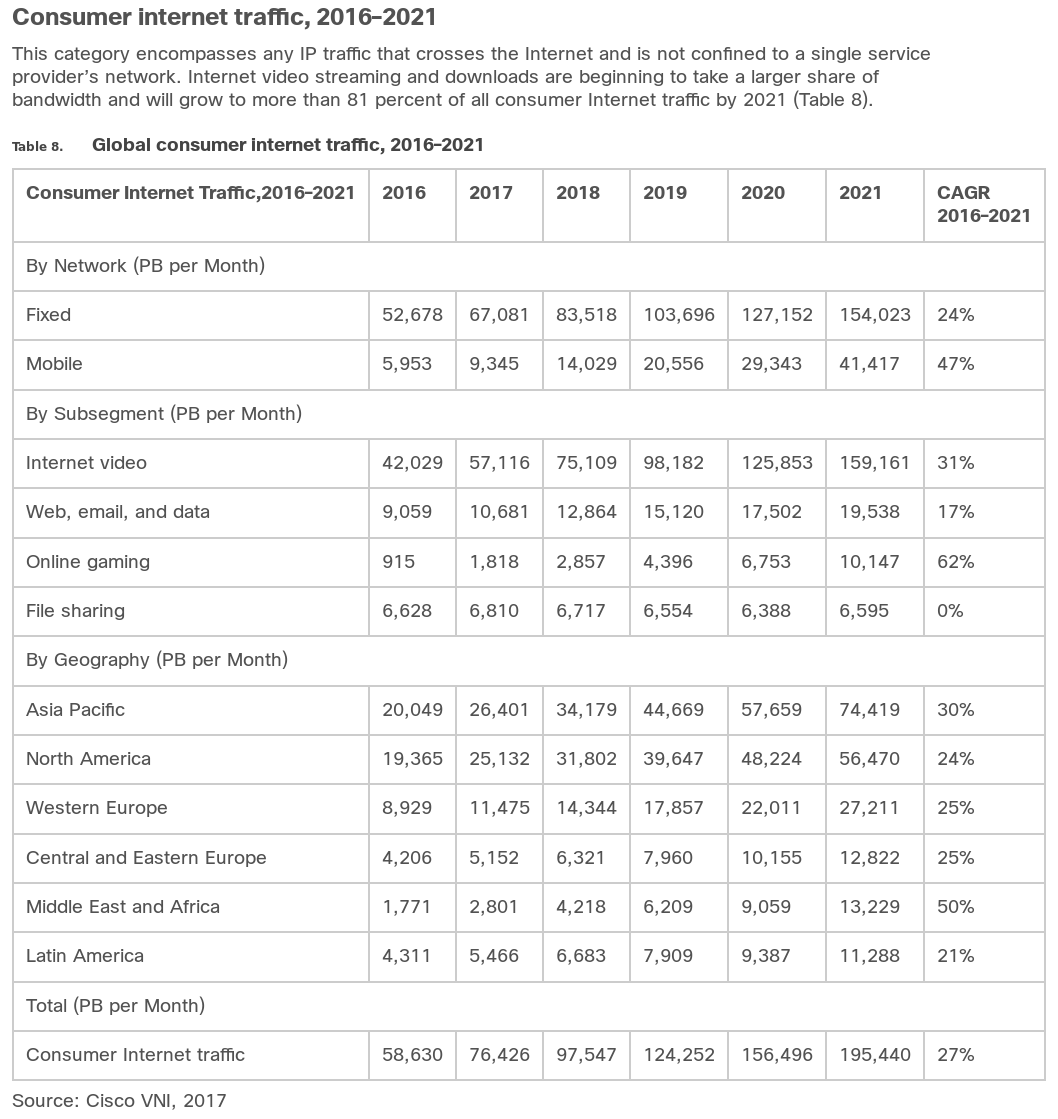 Consumer internet traffic, 2016–2021
This category encompasses any IP traffic that crosses the Internet and is not confined to a single service
provider's network. Internet video streaming and downloads are beginning to take a larger share of
bandwidth and will grow to more than 81 percent of all consumer Internet traffic by 2021 (Table 8).
Table 8. Global consumer internet traffic, 2016–2021
Consumer Internet Traffic,2016–2021 2016 2017 2018 2019 2020 2021 CAGR
2016–2021
By Network (PB per Month)
Fixed 52,678 67,081 83,518 103,696 127,152 154,023 24%
Mobile 5,953 9,345 14,029 20,556 29,343 41,417 47%
By Subsegment (PB per Month)
Internet video 42,029 57,116 75,109 98,182 125,853 159,161 31%
Web, email, and data 9,059 10,681 12,864 15,120 17,502 19,538 17%
Online gaming 915 1,818 2,857 4,396 6,753 10,147 62%
File sharing 6,628 6,810 6,717 6,554 6,388 6,595 0%
By Geography (PB per Month)
Asia Pacific 20,049 26,401 34,179 44,669 57,659 74,419 30%
North America 19,365 25,132 31,802 39,647 48,224 56,470 24%
Western Europe 8,929 11,475 14,344 17,857 22,011 27,211 25%
Central and Eastern Europe 4,206 5,152 6,321 7,960 10,155 12,822 25%
Middle East and Africa 1,771 2,801 4,218 6,209 9,059 13,229 50%
Latin America 4,311 5,466 6,683 7,909 9,387 11,288 21%
Total (PB per Month)
Consumer Internet traffic 58,630 76,426 97,547 124,252 156,496 195,440 27%
Source: Cisco VNI, 2017